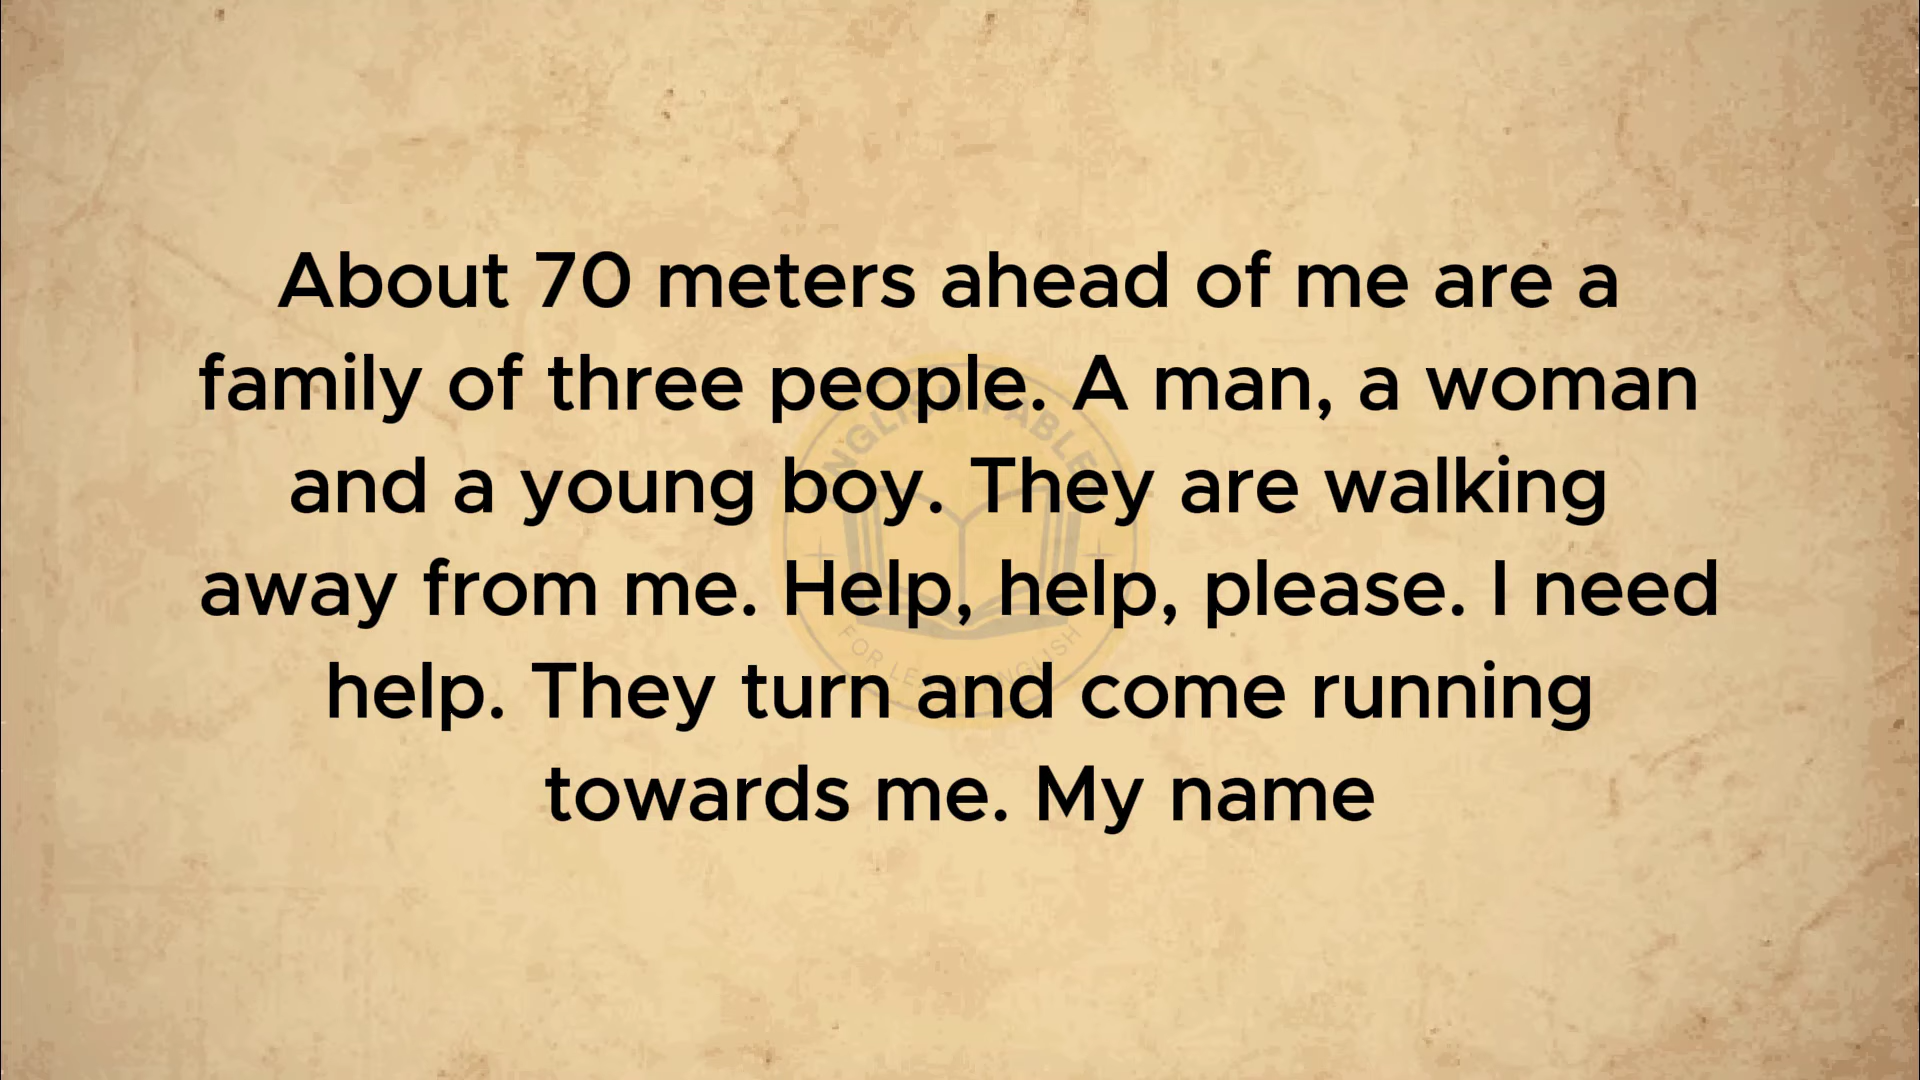 About 70 meters ahead of me are a
family of three people. A man, a woman
and a young boy. They are walking
away from me. Help, help, please. I need
help. They turn and come running
towards me. My name